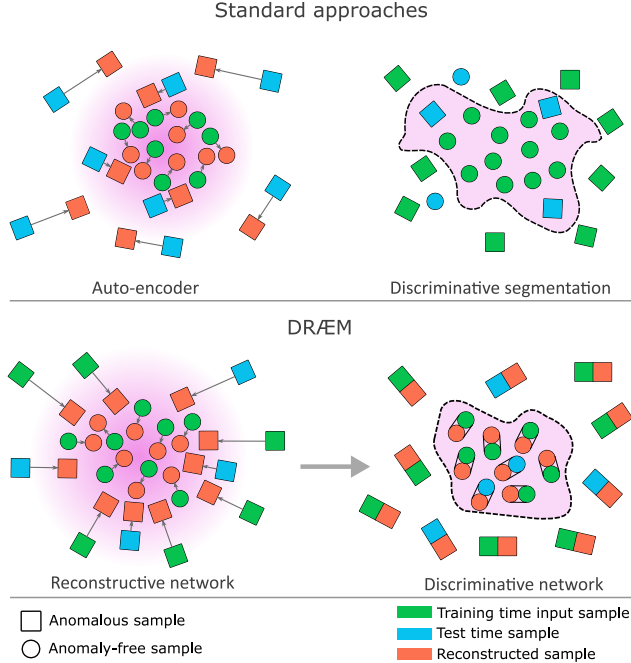 Standard approaches
Auto-encoder
Discriminative segmentation
DRÆM
Reconstructive network
Discriminative network
Anomalous sample
Anomaly-free sample
Training time input sample
Test time sample
Reconstructed sample